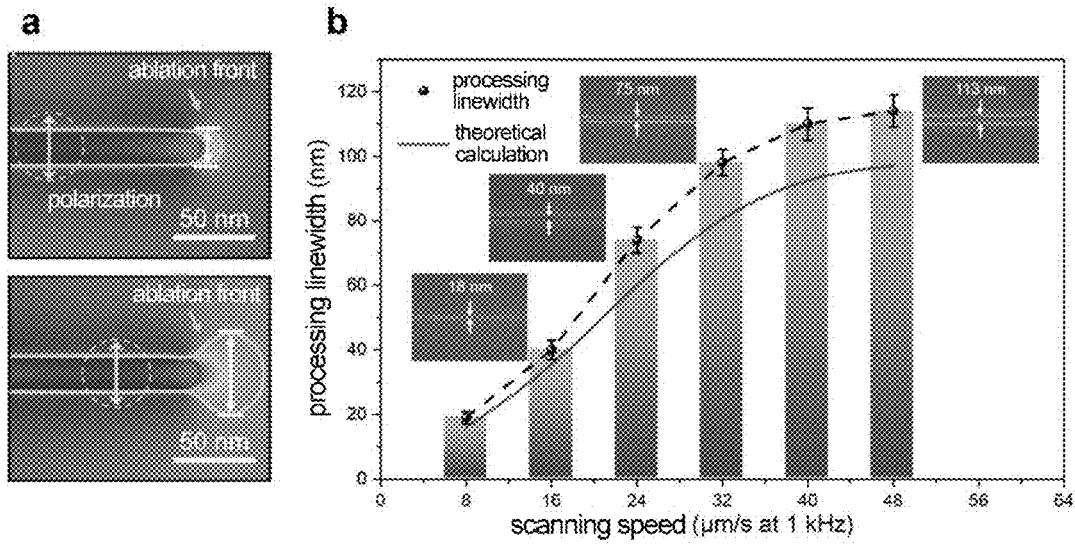 a
ablation front
polarization
50 nm
ablation front
50 nm
b
processing linewidth
theoretical calculation
18 nm
40 nm
75 nm
113 nm
processing linewidth (nm)
120
100
80
60
40
20
0
0 8 16 24 32 40 48 56 64
scanning speed (μm/s at 1 kHz)